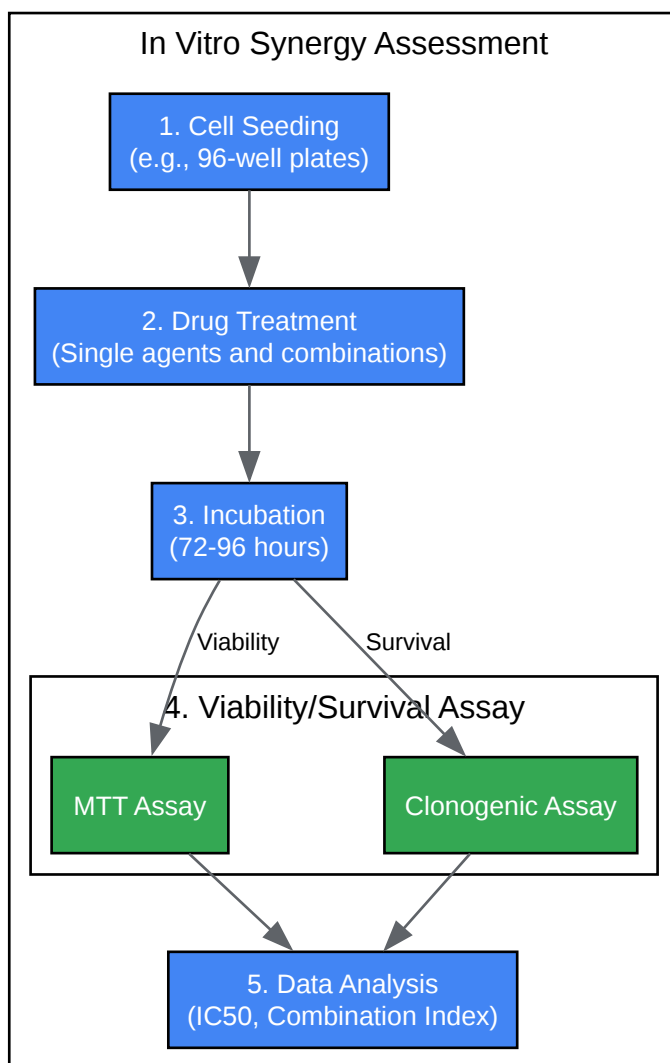 In Vitro Synergy Assessment
1. Cell Seeding
(e.g., 96-well plates)
2. Drug Treatment
(Single agents and combinations)
3. Incubation
(72-96 hours)
Viability
Survival
4. Viability/Survival Assay
MTT Assay
Clonogenic Assay
5. Data Analysis
(IC50, Combination Index)